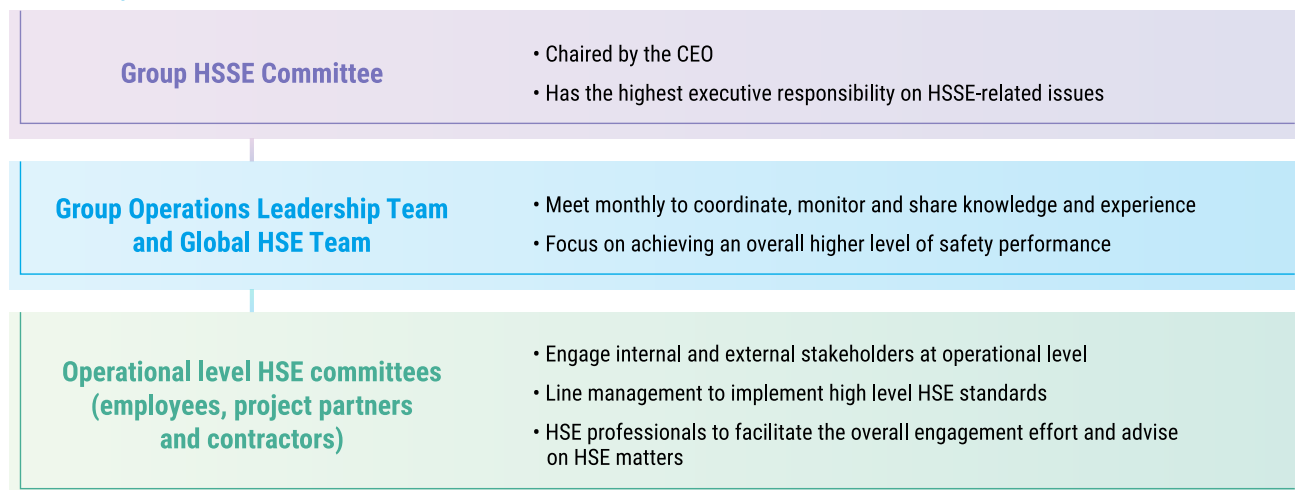 Group HSSE Committee
• Chaired by the CEO
• Has the highest executive responsibility on HSSE-related issues
Group Operations Leadership Team
and Global HSE Team
• Meet monthly to coordinate, monitor and share knowledge and experience
• Focus on achieving an overall higher level of safety performance
Operational level HSE committees
(employees, project partners
and contractors)
• Engage internal and external stakeholders at operational level
• Line management to implement high level HSE standards
• HSE professionals to facilitate the overall engagement effort and advise
on HSE matters